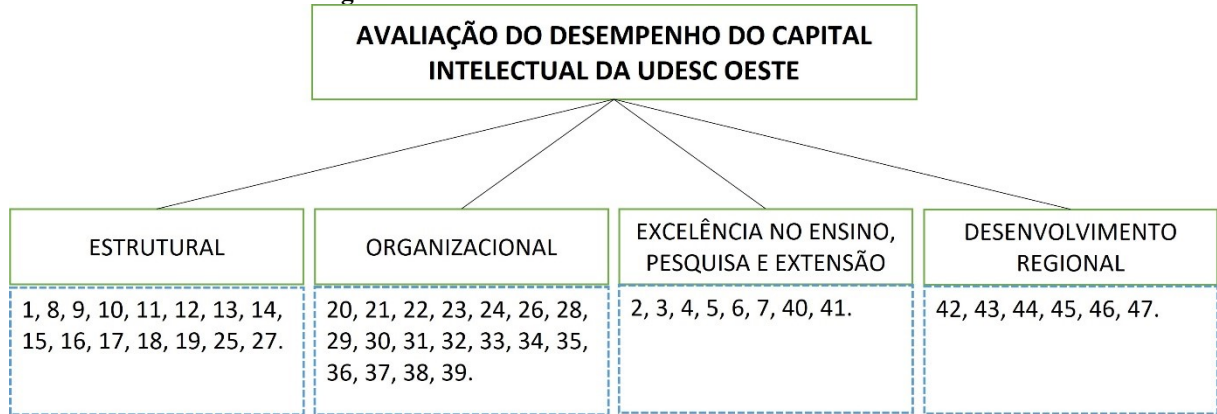 g
AVALIAÇÃO DO DESEMPENHO DO CAPITAL
INTELECTUAL DA UDESC OESTE
ESTRUTURAL
1, 8, 9, 10, 11, 12, 13, 14,
15, 16, 17, 18, 19, 25, 27.
ORGANIZACIONAL
20, 21, 22, 23, 24, 26, 28,
29, 30, 31, 32, 33, 34, 35,
36, 37, 38, 39.
EXCELÊNCIA NO ENSINO,
PESQUISA E EXTENSÃO
2, 3, 4, 5, 6, 7, 40, 41.
DESENVOLVIMENTO
REGIONAL
42, 43, 44, 45, 46, 47.